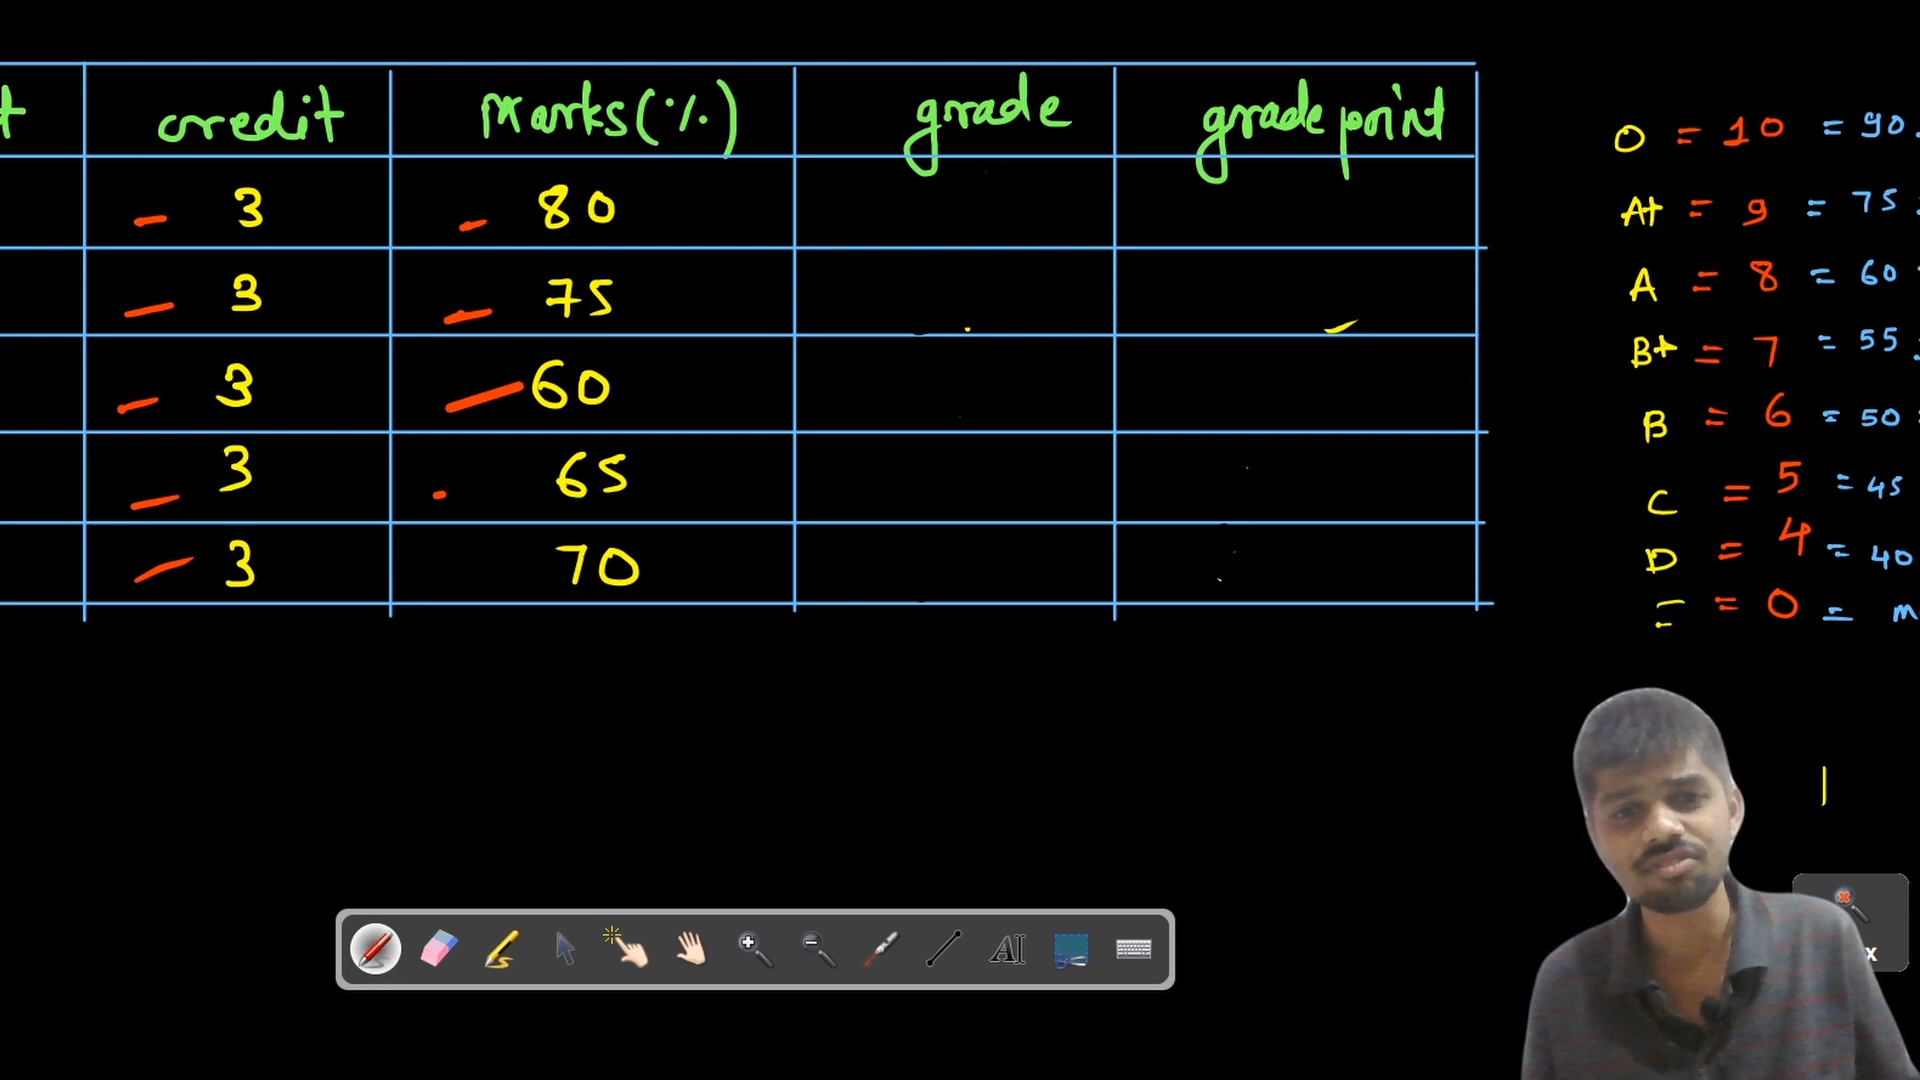 t credit marks(%) grade grade point
3 80
3 75
3 60
3 65
3 70
O = 10 = 90
A+ = 9 = 75
A = 8 = 60
B+ = 7 = 55
B = 6 = 50
C = 5 = 45
D = 4 = 40
= 0 = m
AI
x